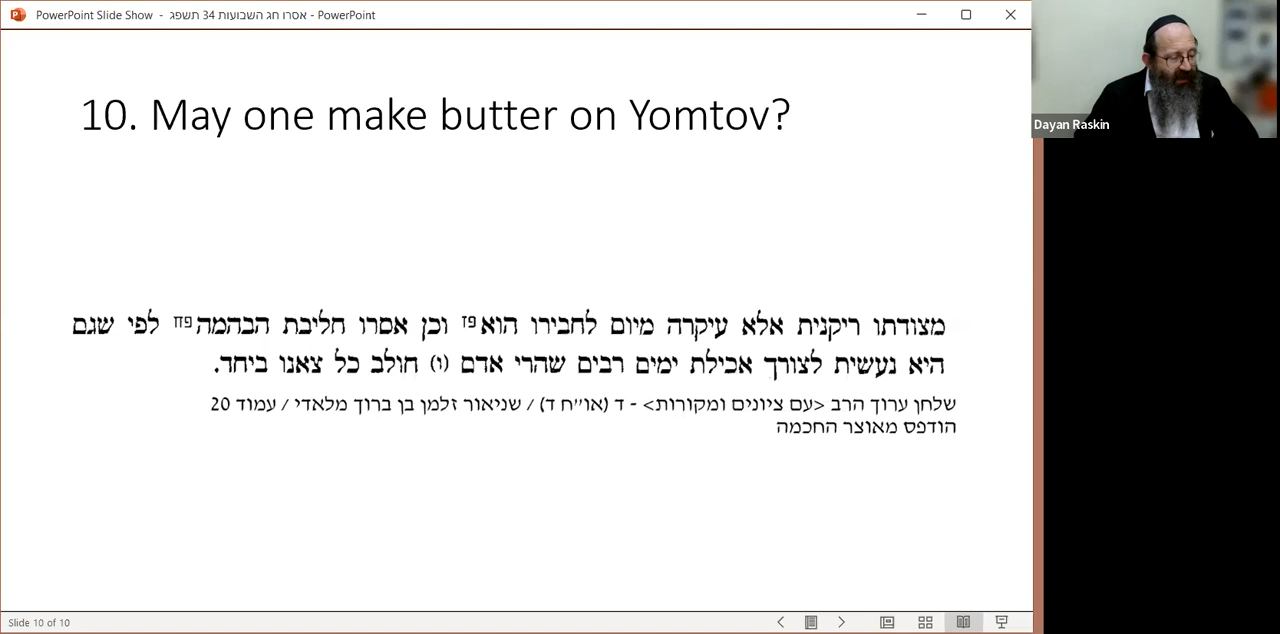 PowerPoint Slide Show - אסרו חג השבועות 34 תשפג - PowerPoint
Dayan Raskin
10. May one make butter on Yomtov?
מצודתו ריקנית אלא עיקרה מיום לחבירו הוא פז וכן אסרו חליבת הבהמה פח לפי שגם
היא נעשית לצורך אכילת ימים רבים שהרי אדם (ו) חולב כל צאנו ביחד.
שלחן ערוך הרב <עם ציונים ומקורות> - ד (או"ח ד) / שניאור זלמן בן ברוך מלאדי / עמוד 20
הודפס מאוצר החכמה
Slide 10 of 10